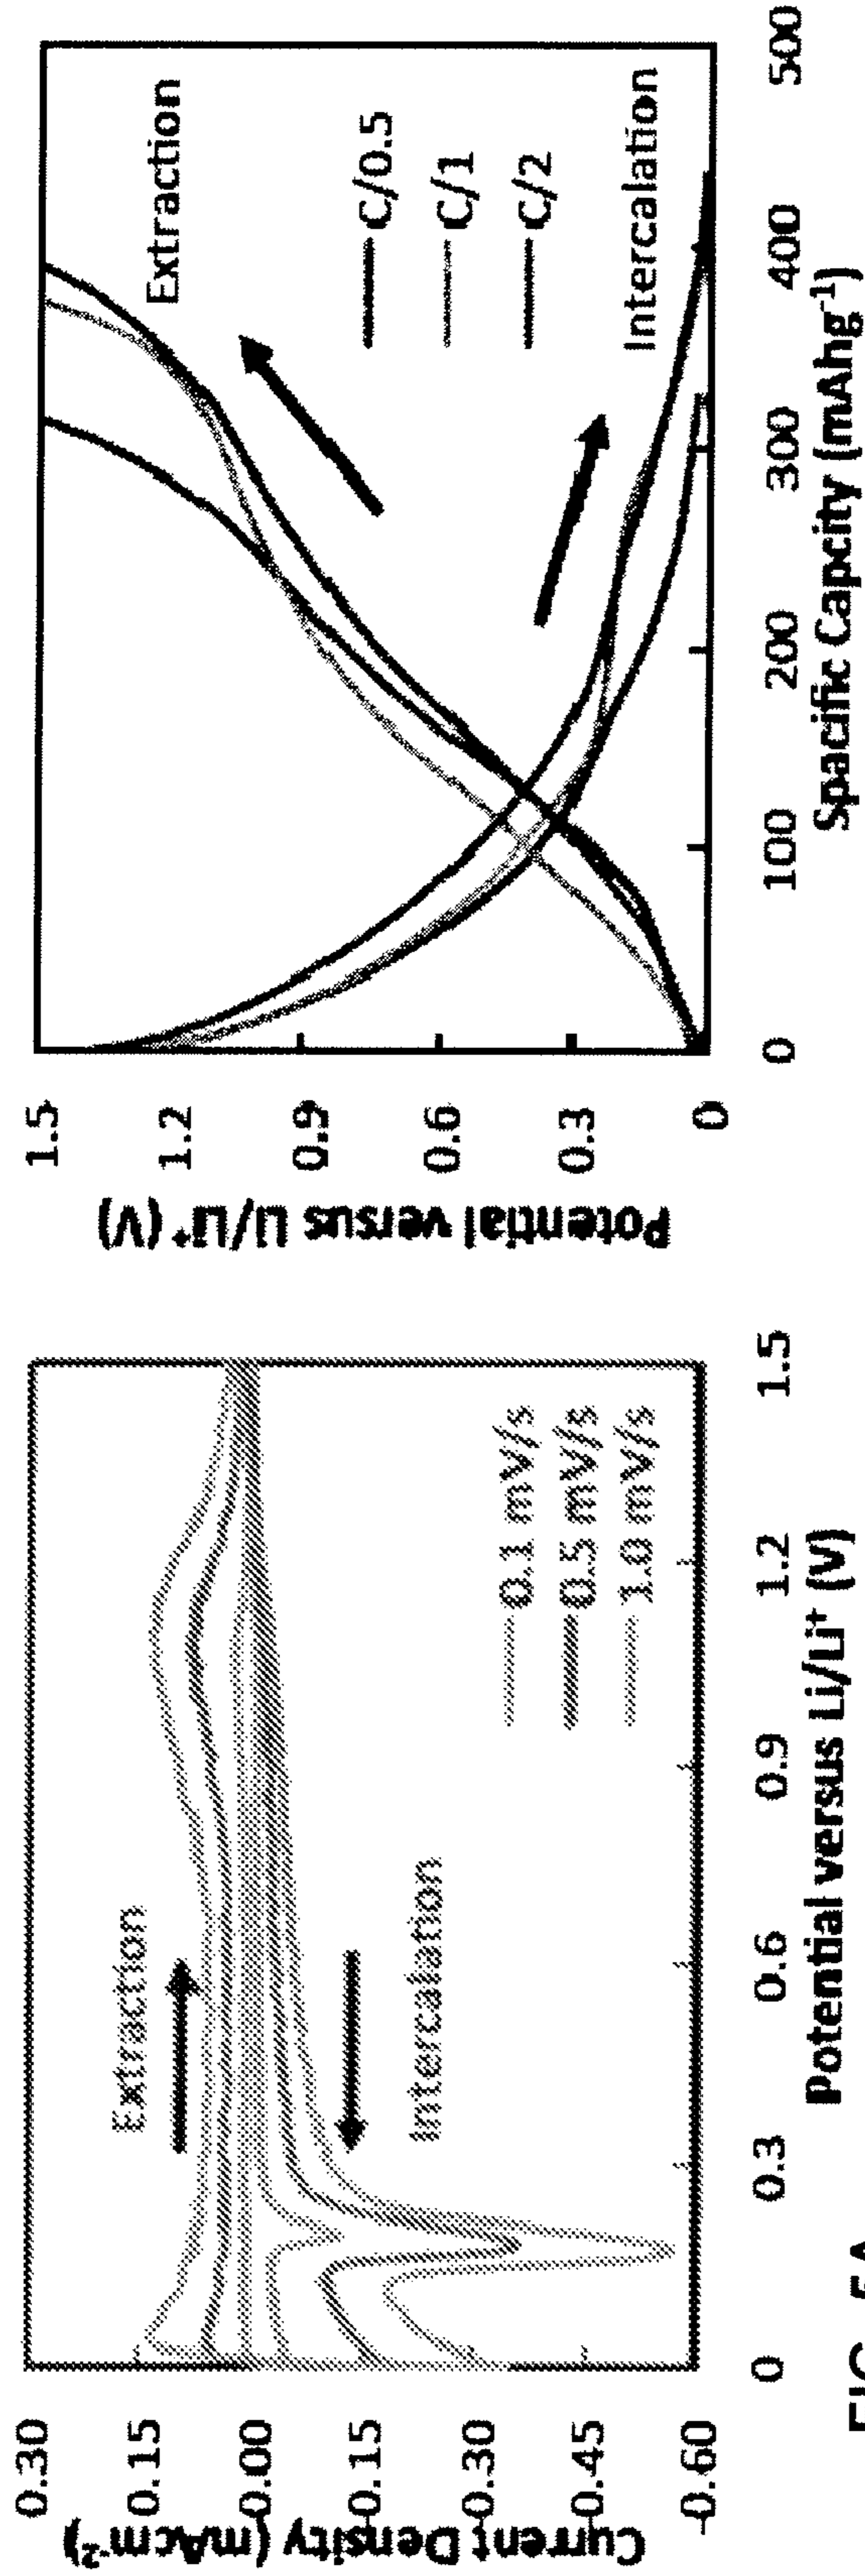 0.30
0.15
0.00
-0.15
-0.30
-0.45
-0.60
Current Density (mAcm-2)
Extraction
Intercalation
0.1 mV/s
0.5 mV/s
1.0 mV/s
0 0.3 0.6 0.9 1.2 1.5
Potential versus Li/Li+ (V)
1.5
1.2
0.9
0.6
0.3
0
Potential versus Li/Li+ (V)
Extraction
C/0.5
C/1
C/2
Intercalation
0 100 200 300 400 500
Spacific Capcity (mAhg-1)